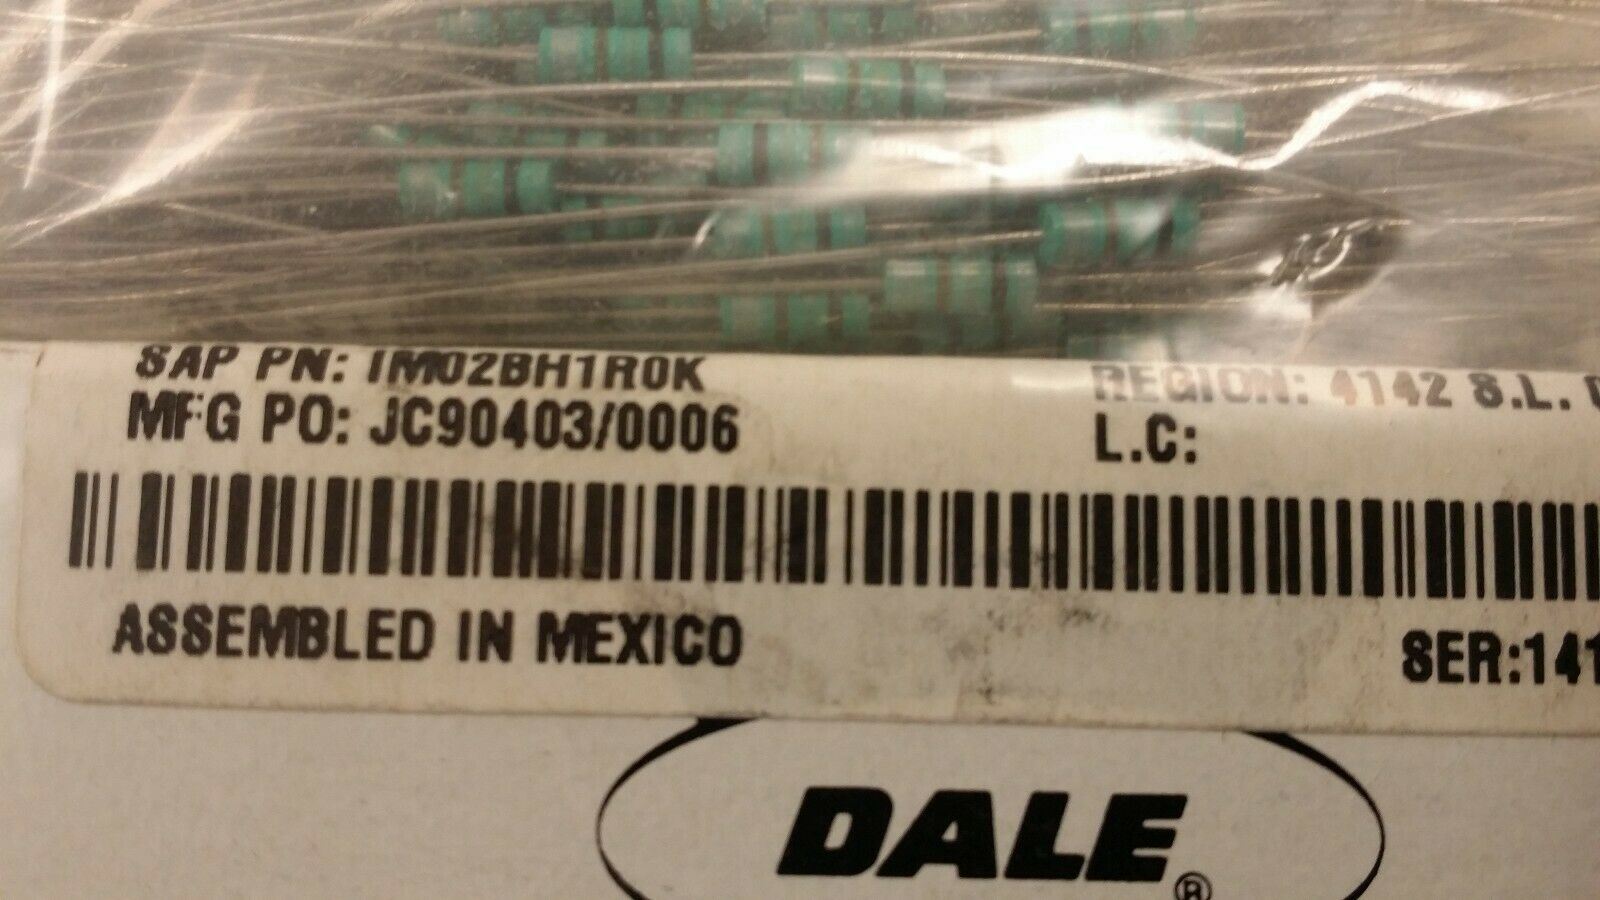 SAP PN: IM02BH1R0K
REGION: 4142 S.L.
MFG PO: JC90403/0006
L.C:
ASSEMBLED IN MEXICO
SER:141
DALE®